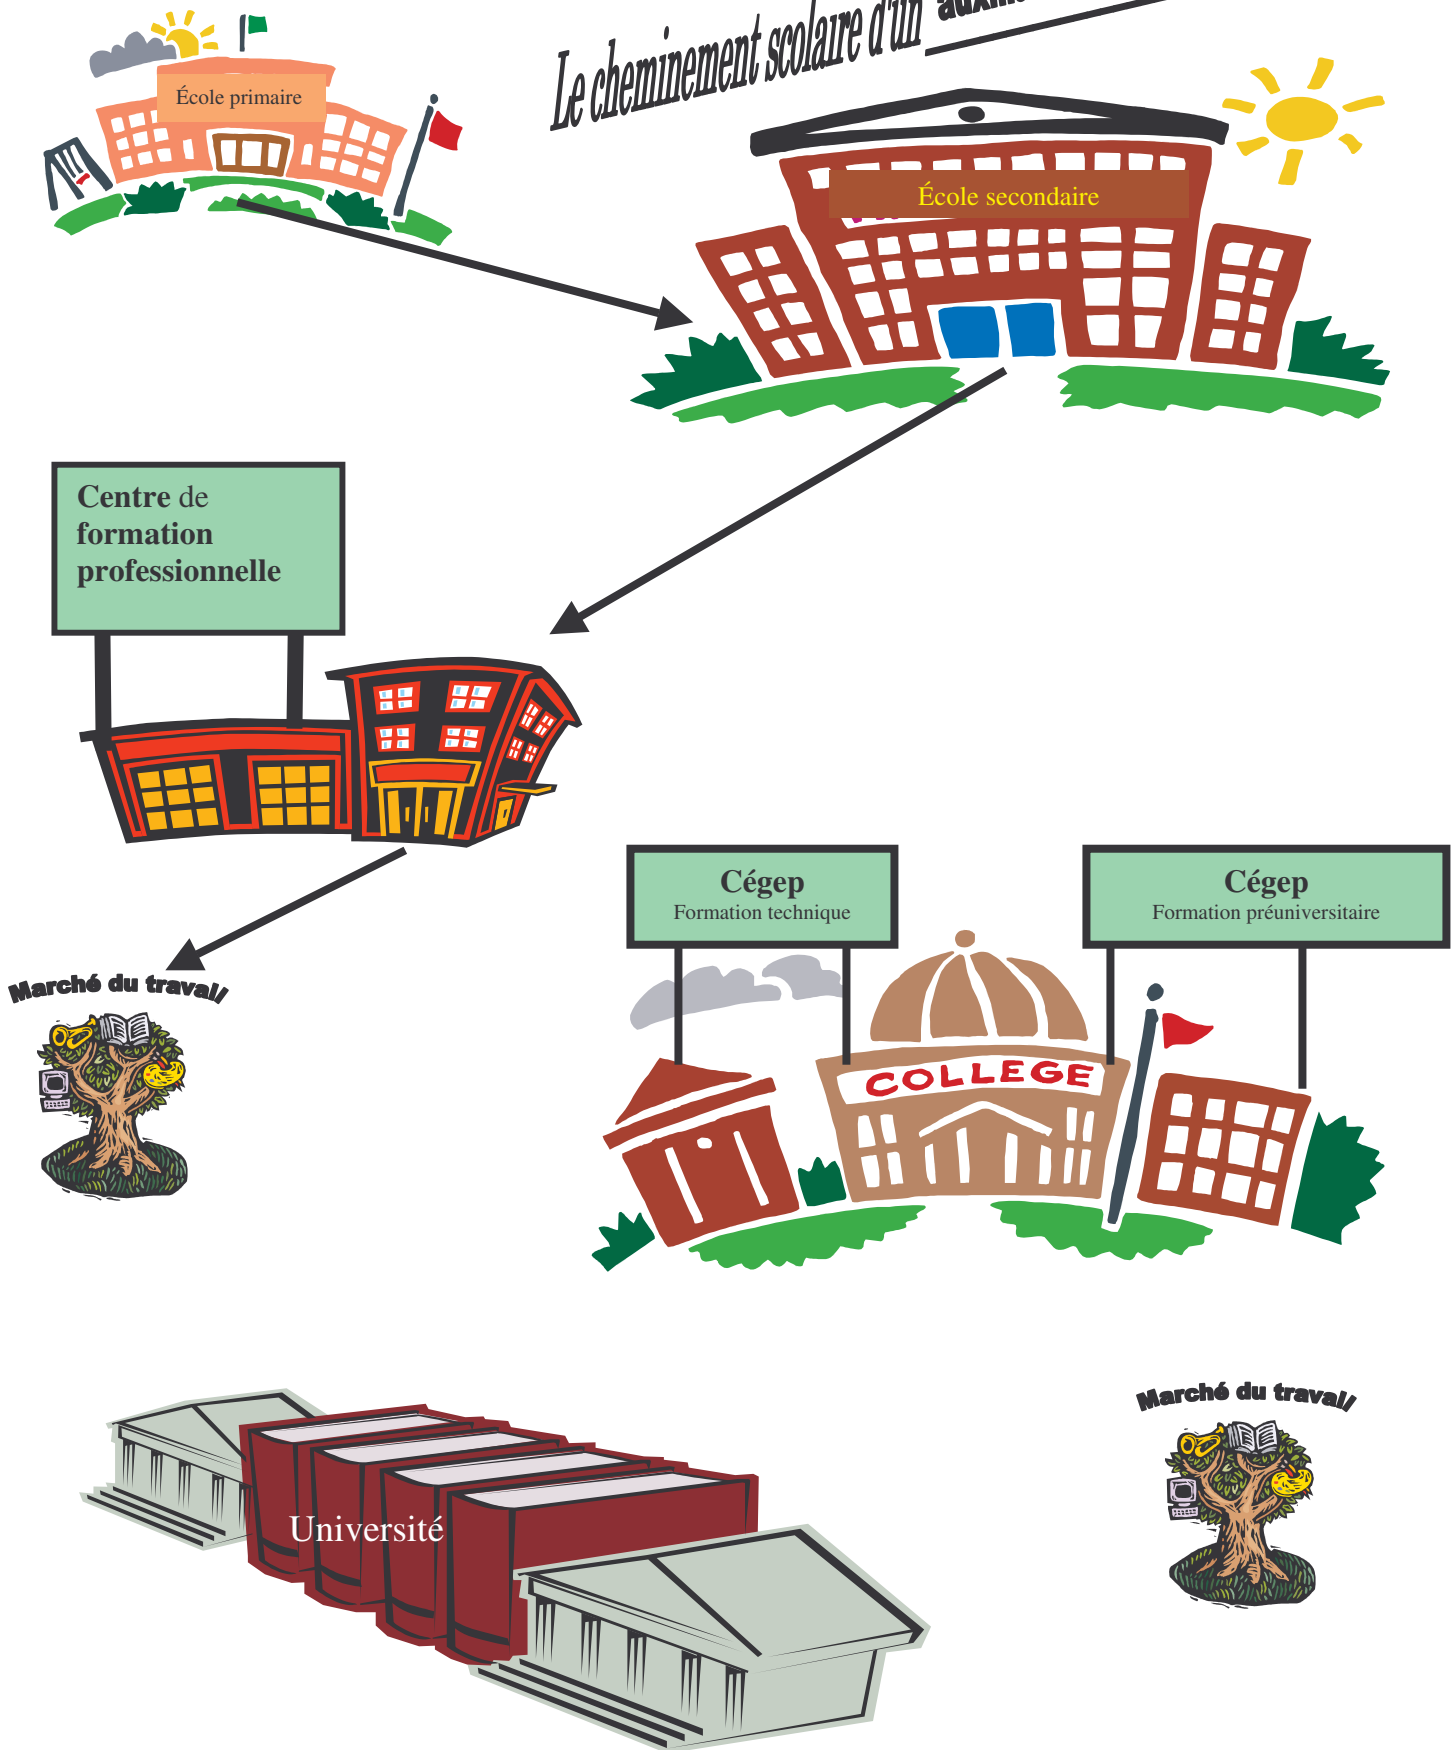 Le cheminement scolaire d'un
École primaire
École secondaire
Centre de
formation
professionnelle
Cégep
Formation technique
Cégep
Formation préuniversitaire
Marché du travail
COLLEGE
Marché du travail
Université